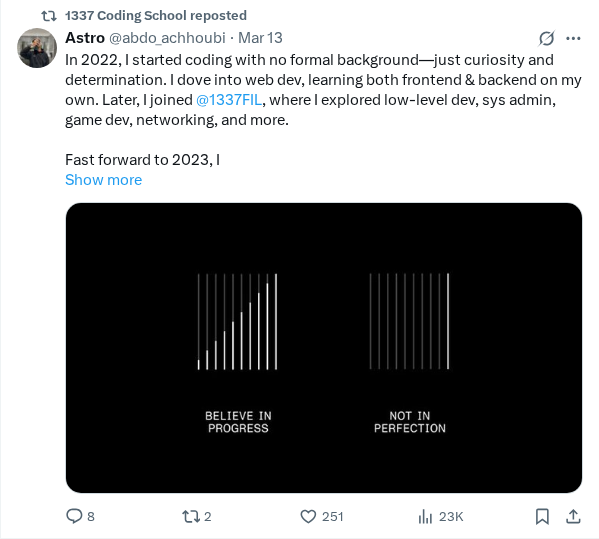 1337 Coding School reposted
Astro @abdo_achhoubi · Mar 13
In 2022, I started coding with no formal background—just curiosity and
determination. I dove into web dev, learning both frontend & backend on my
own. Later, I joined @1337FIL, where I explored low-level dev, sys admin,
game dev, networking, and more.
Fast forward to 2023, I
Show more
BELIEVE IN
PROGRESS
NOT IN
PERFECTION
8
2
251
23K